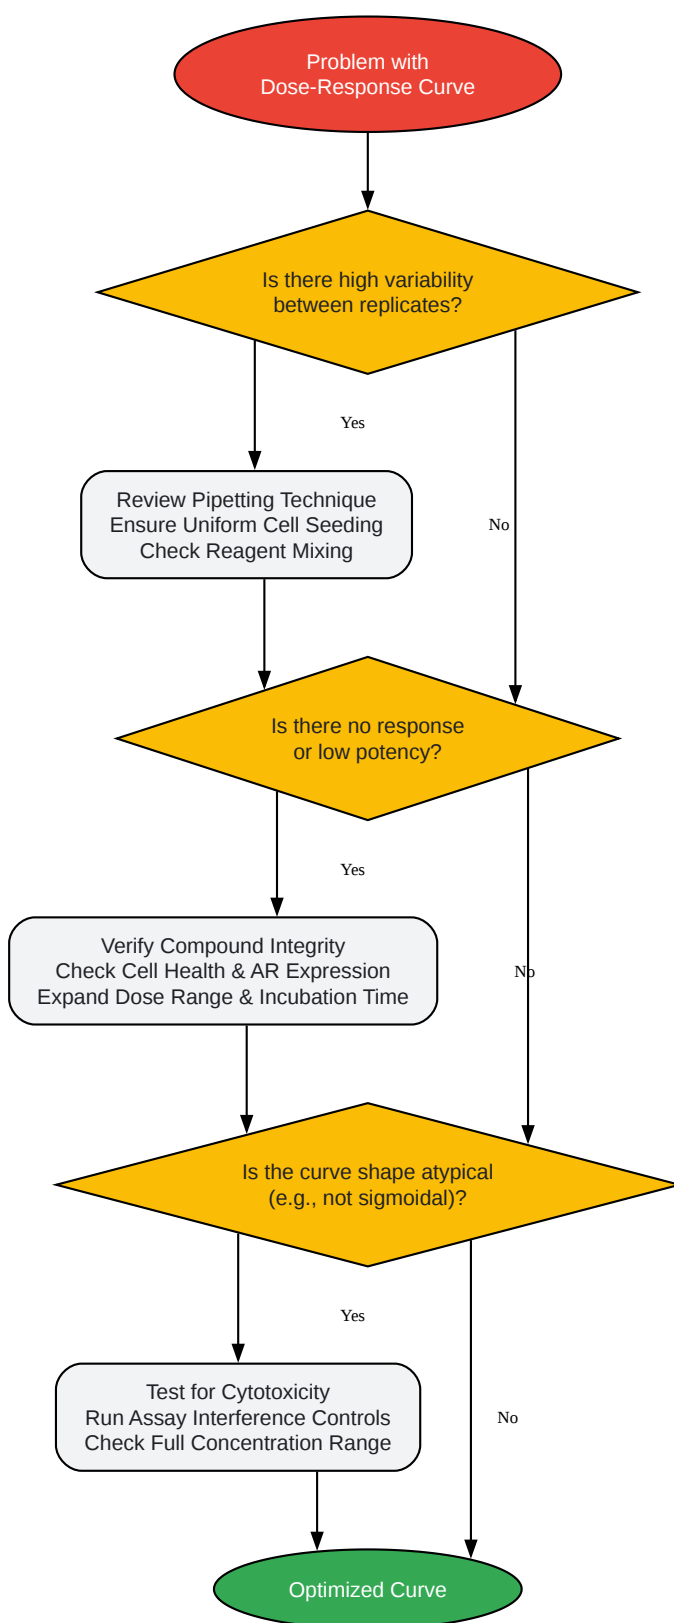 Problem with
Dose-Response Curve
Is there high variability
between replicates?
Yes
Review Pipetting Technique
Ensure Uniform Cell Seeding
Check Reagent Mixing
No
Is there no response
or low potency?
Yes
Verify Compound Integrity
Check Cell Health & AR Expression
Expand Dose Range & Incubation Time
No
Is the curve shape atypical
(e.g., not sigmoidal)?
Yes
Test for Cytotoxicity
Run Assay Interference Controls
Check Full Concentration Range
No
Optimized Curve